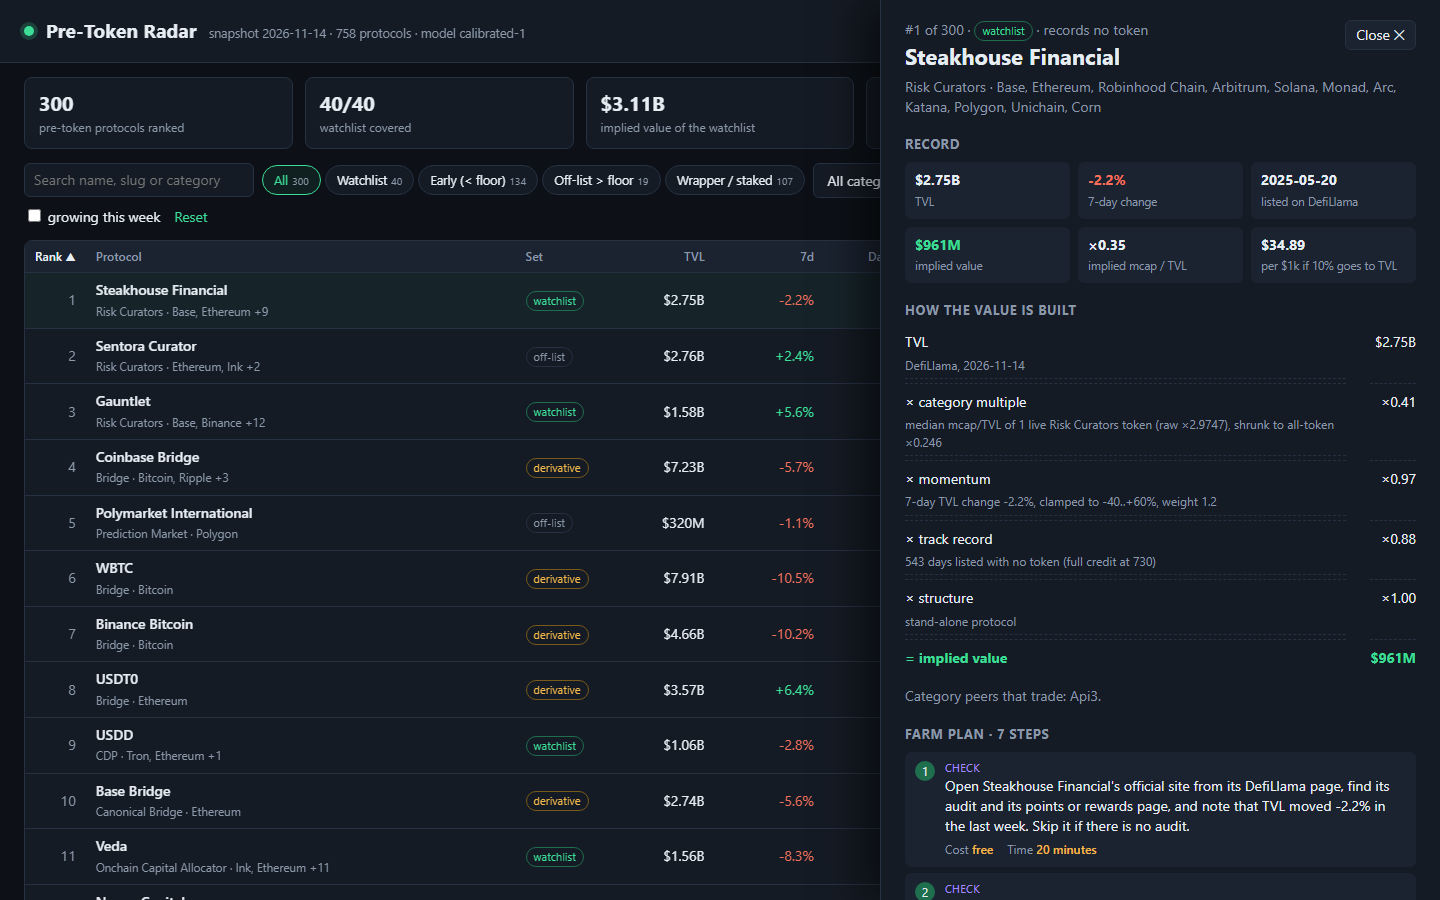 Pre-Token Radar snapshot 2026-11-14 · 758 protocols · model calibrated-1
300
pre-token protocols ranked
40/40
watchlist covered
$3.11B
implied value of the watchlist
Search name, slug or category
All 300
Watchlist 40
Early (< floor) 134
Off-list > floor 19
Wrapper / staked 107
All categ
growing this week Reset
Rank ▲ Protocol Set TVL 7d Da
1 Steakhouse Financial watchlist $2.75B -2.2%
Risk Curators · Base, Ethereum +9
2 Sentora Curator off-list $2.76B +2.4%
Risk Curators · Ethereum, Ink +2
3 Gauntlet watchlist $1.58B +5.6%
Risk Curators · Base, Binance +12
4 Coinbase Bridge derivative $7.23B -5.7%
Bridge · Bitcoin, Ripple +3
5 Polymarket International off-list $320M -1.1%
Prediction Market · Polygon
6 WBTC derivative $7.91B -10.5%
Bridge · Bitcoin
7 Binance Bitcoin derivative $4.66B -10.2%
Bridge · Bitcoin
8 USDT0 derivative $3.57B +6.4%
Bridge · Ethereum
9 USDD watchlist $1.06B -2.8%
CDP · Tron, Ethereum +1
10 Base Bridge derivative $2.74B -5.6%
Canonical Bridge · Ethereum
11 Veda watchlist $1.56B -8.3%
Onchain Capital Allocator · Ink, Ethereum +11
#1 of 300 · watchlist · records no token
Close ✕
Steakhouse Financial
Risk Curators · Base, Ethereum, Robinhood Chain, Arbitrum, Solana, Monad, Arc,
Katana, Polygon, Unichain, Corn
RECORD
$2.75B
TVL
-2.2%
7-day change
2025-05-20
listed on DefiLlama
$961M
implied value
×0.35
implied mcap / TVL
$34.89
per $1k if 10% goes to TVL
HOW THE VALUE IS BUILT
TVL $2.75B
DefiLlama, 2026-11-14
× category multiple ×0.41
median mcap/TVL of 1 live Risk Curators token (raw ×2.9747), shrunk to all-token
×0.246
× momentum ×0.97
7-day TVL change -2.2%, clamped to -40..+60%, weight 1.2
× track record ×0.88
543 days listed with no token (full credit at 730)
× structure ×1.00
stand-alone protocol
= implied value $961M
Category peers that trade: Api3.
FARM PLAN · 7 STEPS
1 CHECK
Open Steakhouse Financial's official site from its DefiLlama page, find its
audit and its points or rewards page, and note that TVL moved -2.2% in
the last week. Skip it if there is no audit.
Cost free Time 20 minutes
2 CHECK